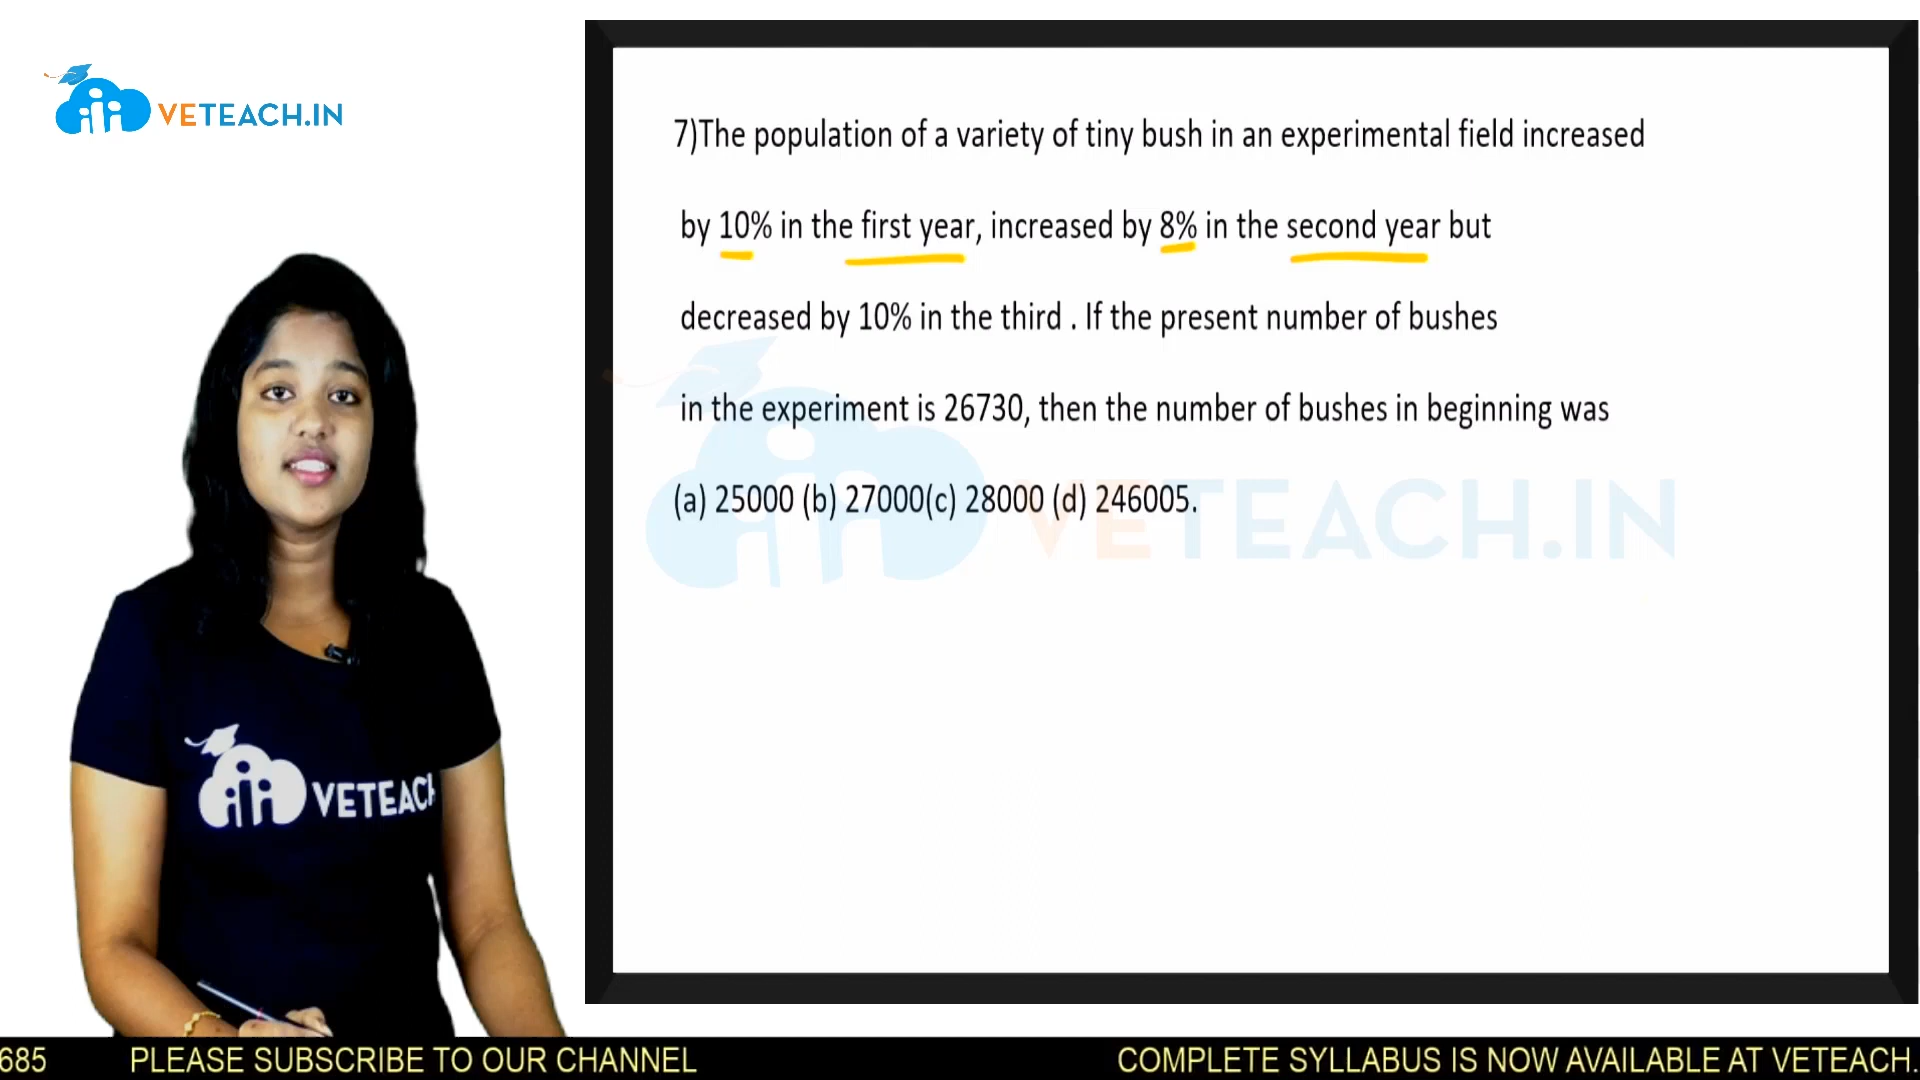 VETEACH.IN
7)The population of a variety of tiny bush in an experimental field increased
by 10% in the first year, increased by 8% in the second year but
decreased by 10% in the third . If the present number of bushes
in the experiment is 26730, then the number of bushes in beginning was
(a) 25000 (b) 27000(c) 28000 (d) 246005.
VETEACH.IN
VETEACH
685 PLEASE SUBSCRIBE TO OUR CHANNEL COMPLETE SYLLABUS IS NOW AVAILABLE AT VETEACH.